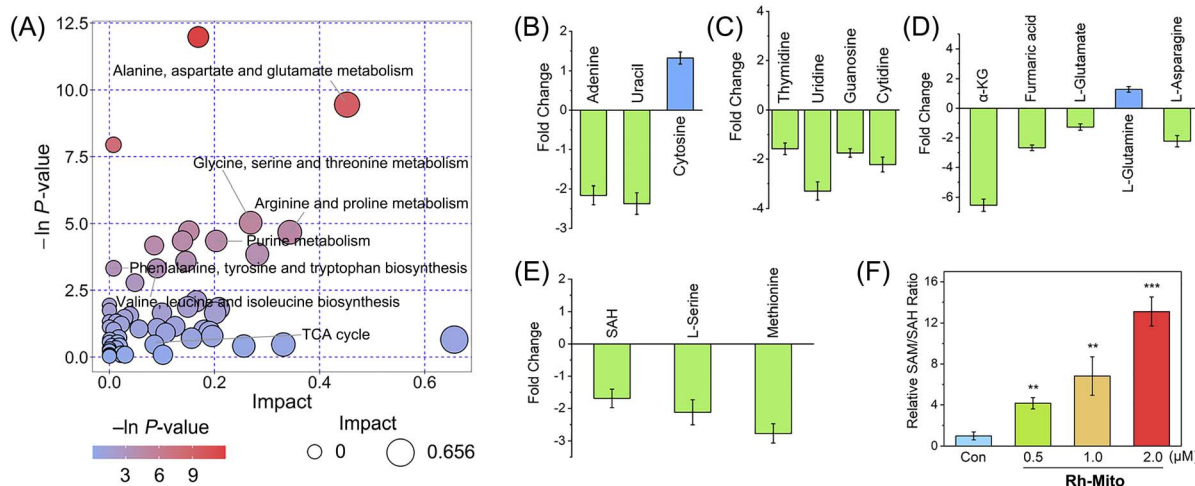 (A)
12.5
10.0
7.5
5.0
2.5
0.0
–ln P-value
Alanine, aspartate and glutamate metabolism
Glycine, serine and threonine metabolism
Arginine and proline metabolism
Purine metabolism
Phenlalanine, tyrosine and tryptophan biosynthesis
Valine, leucine and isoleucine biosynthesis
TCA cycle
0.0
0.2
0.4
0.6
Impact
–ln P-value
3
6
9
Impact
0
0.656
(B)
Fold Change
2
1
0
-1
-2
-3
Adenine
Uracil
Cytosine
(C)
Fold Change
-4
-2
0
-2
-4
Thymidine
Uridine
Guanosine
Cytidine
(D)
Fold Change
4
2
0
-2
-4
-6
α-KG
Furmaric acid
L-Glutamate
L-Glutamine
L-Asparagine
(E)
Fold Change
0
-1
-2
-3
SAH
L-Serine
Methionine
(F)
Relative SAM/SAH Ratio
16
12
8
4
0
**
**
***
Con
0.5
1.0
2.0
(μM)
Rh-Mito